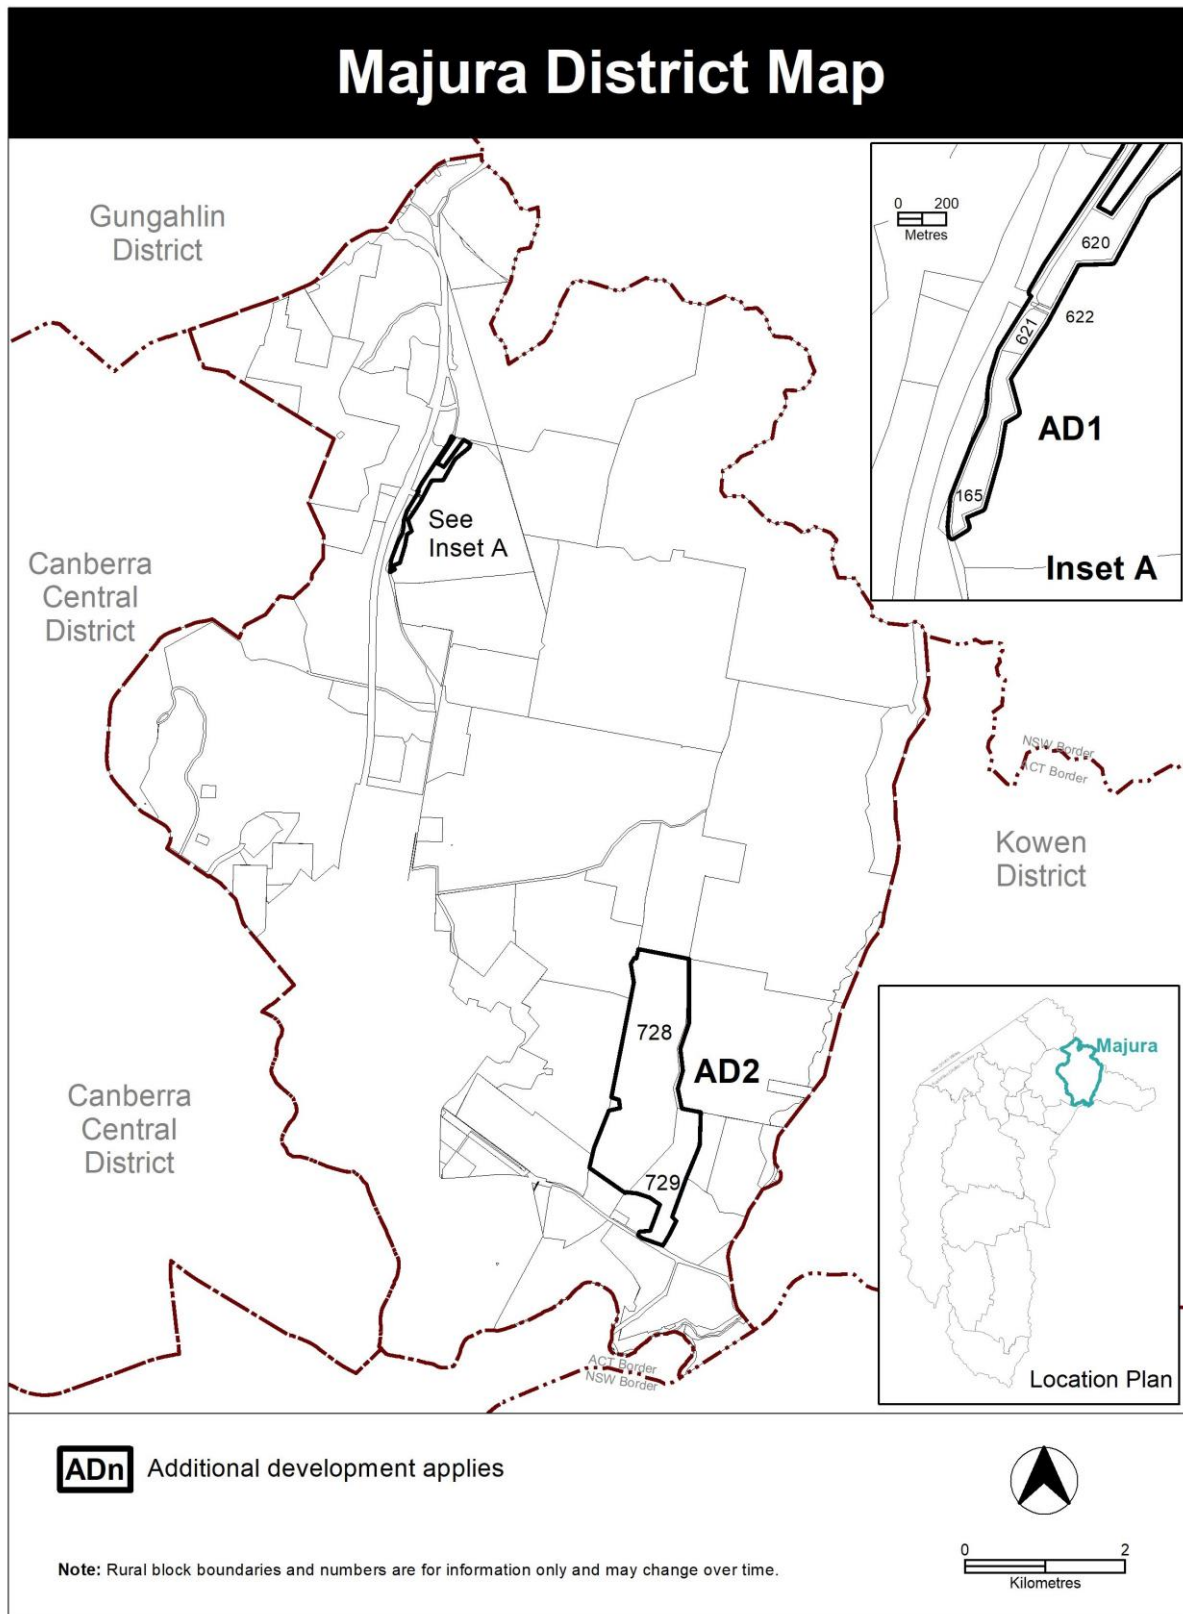 Majura District Map
Gungahlin
District
0 200
Metres
620
621
622
AD1
165
Inset A
See
Inset A
Canberra
Central
District
NSW Border
ACT Border
Kowen
District
728
AD2
729
Canberra
Central
District
Majura
Location Plan
ACT Border
NSW Border
ADn Additional development applies
Note: Rural block boundaries and numbers are for information only and may change over time.
0 2
Kilometres